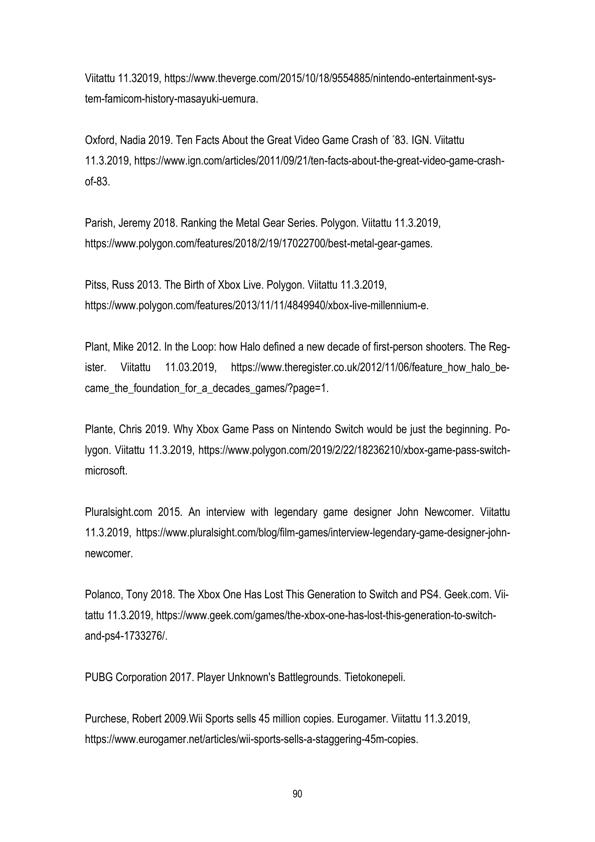 Viitattu 11.32019, https://www.theverge.com/2015/10/18/9554885/nintendo-entertainment-sys-
tem-famicom-history-masayuki-uemura.
Oxford, Nadia 2019. Ten Facts About the Great Video Game Crash of ´83. IGN. Viitattu
11.3.2019, https://www.ign.com/articles/2011/09/21/ten-facts-about-the-great-video-game-crash-
of-83.
Parish, Jeremy 2018. Ranking the Metal Gear Series. Polygon. Viitattu 11.3.2019,
https://www.polygon.com/features/2018/2/19/17022700/best-metal-gear-games.
Pitss, Russ 2013. The Birth of Xbox Live. Polygon. Viitattu 11.3.2019,
https://www.polygon.com/features/2013/11/11/4849940/xbox-live-millennium-e.
Plant, Mike 2012. In the Loop: how Halo defined a new decade of first-person shooters. The Reg-
ister. Viitattu 11.03.2019, https://www.theregister.co.uk/2012/11/06/feature_how_halo_be-
came_the_foundation_for_a_decades_games/?page=1.
Plante, Chris 2019. Why Xbox Game Pass on Nintendo Switch would be just the beginning. Po-
lygon. Viitattu 11.3.2019, https://www.polygon.com/2019/2/22/18236210/xbox-game-pass-switch-
microsoft.
Pluralsight.com 2015. An interview with legendary game designer John Newcomer. Viitattu
11.3.2019, https://www.pluralsight.com/blog/film-games/interview-legendary-game-designer-john-
newcomer.
Polanco, Tony 2018. The Xbox One Has Lost This Generation to Switch and PS4. Geek.com. Vii-
tattu 11.3.2019, https://www.geek.com/games/the-xbox-one-has-lost-this-generation-to-switch-
and-ps4-1733276/.
PUBG Corporation 2017. Player Unknown's Battlegrounds. Tietokonepeli.
Purchese, Robert 2009.Wii Sports sells 45 million copies. Eurogamer. Viitattu 11.3.2019,
https://www.eurogamer.net/articles/wii-sports-sells-a-staggering-45m-copies.
90